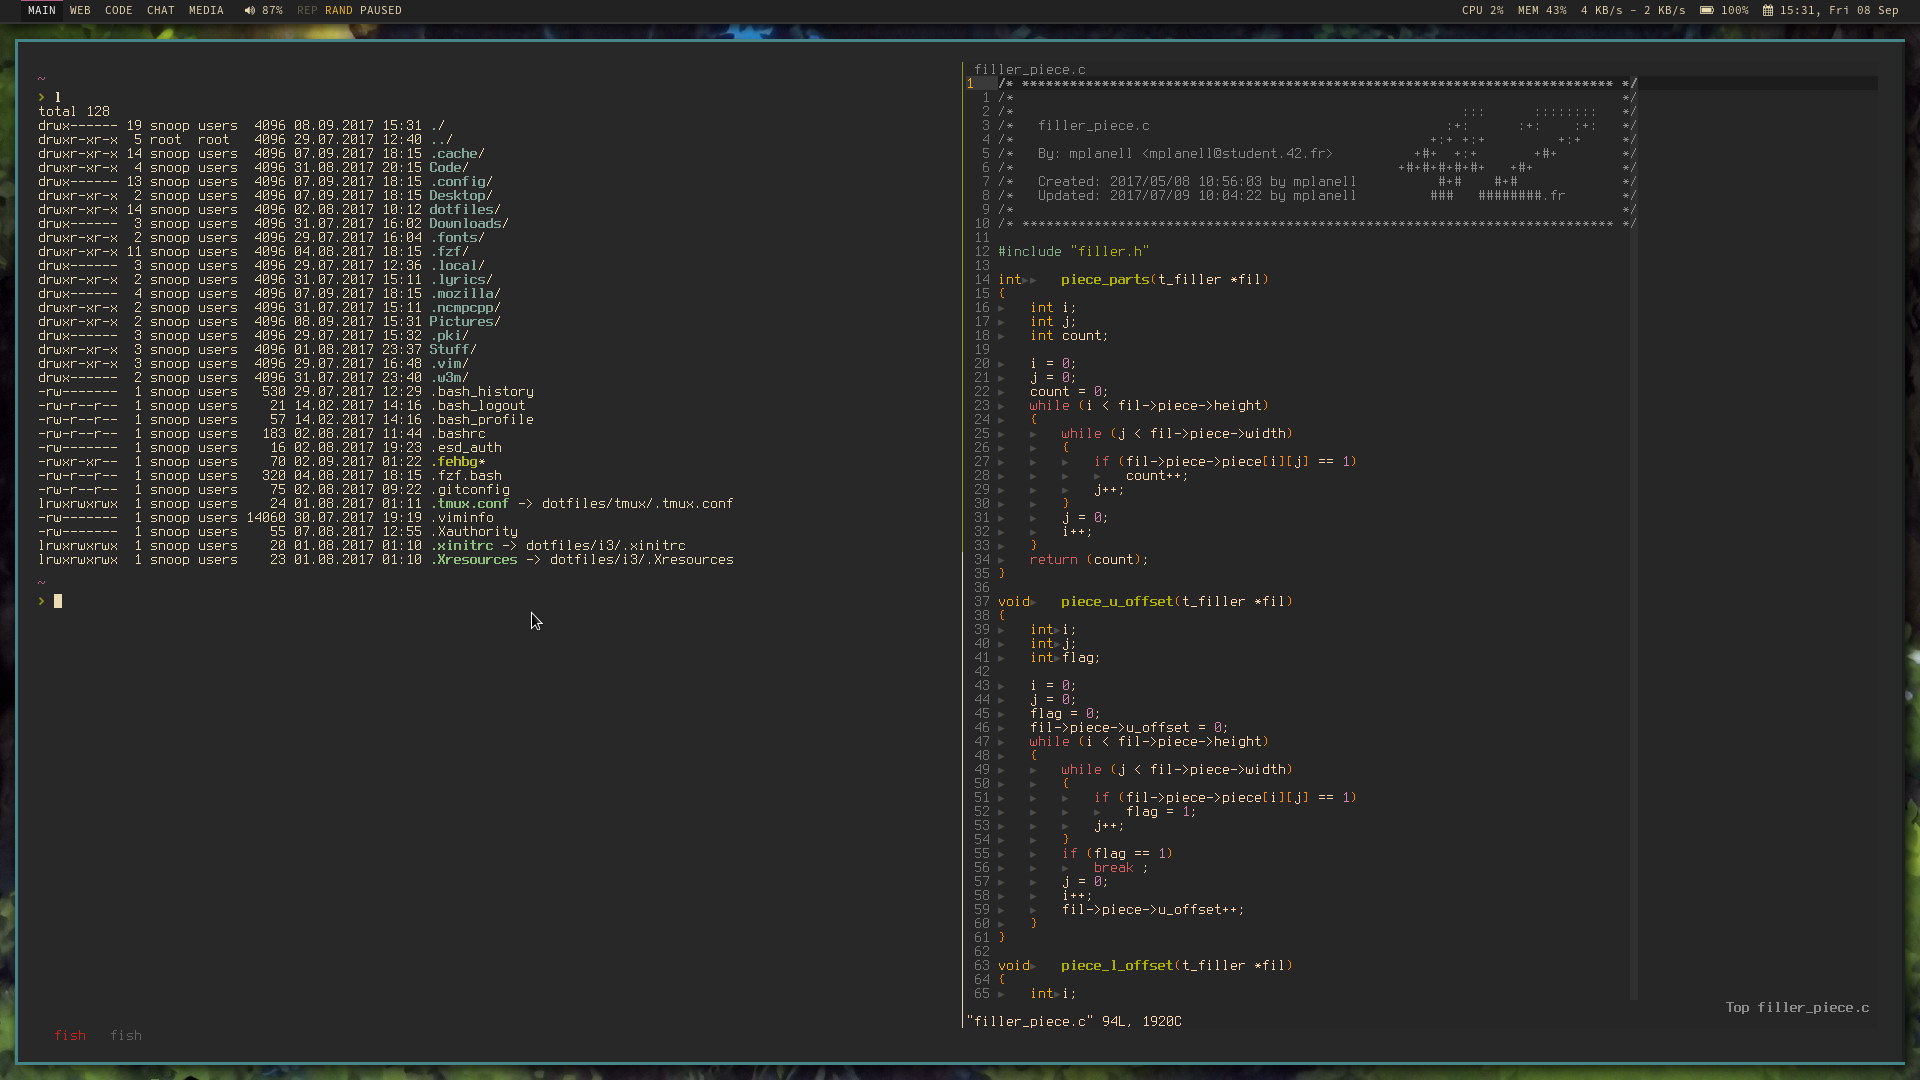 MAIN WEB CODE CHAT MEDIA 87% REP RAND PAUSED CPU 2% MEM 43% 4 KB/s - 2 KB/s 100% 15:31, Fri 08 Sep
~
> l
total 128
drwx------ 19 snoop users  4096 08.09.2017 15:31 ./
drwxr-xr-x  5 root  root   4096 29.07.2017 12:40 ../
drwxr-xr-x 14 snoop users  4096 07.09.2017 18:15 .cache/
drwxr-xr-x  4 snoop users  4096 31.08.2017 20:15 Code/
drwx------ 13 snoop users  4096 07.09.2017 18:15 .config/
drwxr-xr-x  2 snoop users  4096 07.09.2017 18:15 Desktop/
drwxr-xr-x 14 snoop users  4096 02.08.2017 10:12 dotfiles/
drwxr-xr-x  3 snoop users  4096 31.07.2017 16:02 Downloads/
drwxr-xr-x  2 snoop users  4096 29.07.2017 16:04 .fonts/
drwxr-xr-x 11 snoop users  4096 04.08.2017 18:15 .fzf/
drwx------  3 snoop users  4096 29.07.2017 12:36 .local/
drwxr-xr-x  2 snoop users  4096 31.07.2017 15:11 .lyrics/
drwx------  4 snoop users  4096 07.09.2017 18:15 .mozilla/
drwxr-xr-x  2 snoop users  4096 31.07.2017 15:11 .ncmpcpp/
drwxr-xr-x  2 snoop users  4096 08.09.2017 15:31 Pictures/
drwx------  3 snoop users  4096 29.07.2017 15:32 .pki/
drwxr-xr-x  3 snoop users  4096 01.08.2017 23:37 Stuff/
drwxr-xr-x  3 snoop users  4096 29.07.2017 16:48 .vim/
drwx------  2 snoop users  4096 31.07.2017 23:40 .w3m/
-rw-------  1 snoop users   530 29.07.2017 12:29 .bash_history
-rw-r--r--  1 snoop users    21 14.02.2017 14:16 .bash_logout
-rw-r--r--  1 snoop users    57 14.02.2017 14:16 .bash_profile
-rw-r--r--  1 snoop users   183 02.08.2017 11:44 .bashrc
-rw-------  1 snoop users    16 02.08.2017 19:23 .esd_auth
-rwxr-xr--  1 snoop users    70 02.09.2017 01:22 .fehbg*
-rw-r--r--  1 snoop users   320 04.08.2017 18:15 .fzf.bash
-rw-r--r--  1 snoop users    75 02.08.2017 09:22 .gitconfig
lrwxrwxrwx  1 snoop users    24 01.08.2017 01:11 .tmux.conf -> dotfiles/tmux/.tmux.conf
-rw-------  1 snoop users 14060 30.07.2017 19:19 .viminfo
-rw-------  1 snoop users    55 07.08.2017 12:55 .Xauthority
lrwxrwxrwx  1 snoop users    20 01.08.2017 01:10 .xinitrc -> dotfiles/i3/.xinitrc
lrwxrwxrwx  1 snoop users    23 01.08.2017 01:10 .Xresources -> dotfiles/i3/.Xresources
~
>
fish   fish
filler_piece.c
1   /* ************************************************************************** */
  1 /*                                                                            */
  2 /*                                                        :::      ::::::::   */
  3 /*   filler_piece.c                                     :+:      :+:    :+:   */
  4 /*                                                    +:+ +:+         +:+     */
  5 /*   By: mplanell <mplanell@student.42.fr>          +#+  +:+       +#+        */
  6 /*                                                +#+#+#+#+#+   +#+           */
  7 /*   Created: 2017/05/08 10:56:03 by mplanell          #+#    #+#             */
  8 /*   Updated: 2017/07/09 10:04:22 by mplanell         ###   ########.fr       */
  9 /*                                                                            */
 10 /* ************************************************************************** */
 11
 12 #include "filler.h"
 13
 14 int▸▸   piece_parts(t_filler *fil)
 15 {
 16 ▸   int i;
 17 ▸   int j;
 18 ▸   int count;
 19
 20 ▸   i = 0;
 21 ▸   j = 0;
 22 ▸   count = 0;
 23 ▸   while (i < fil->piece->height)
 24 ▸   {
 25 ▸   ▸   while (j < fil->piece->width)
 26 ▸   ▸   {
 27 ▸   ▸   ▸   if (fil->piece->piece[i][j] == 1)
 28 ▸   ▸   ▸   ▸   count++;
 29 ▸   ▸   ▸   j++;
 30 ▸   ▸   }
 31 ▸   ▸   j = 0;
 32 ▸   ▸   i++;
 33 ▸   }
 34 ▸   return (count);
 35 }
 36
 37 void▸   piece_u_offset(t_filler *fil)
 38 {
 39 ▸   int▸i;
 40 ▸   int▸j;
 41 ▸   int▸flag;
 42
 43 ▸   i = 0;
 44 ▸   j = 0;
 45 ▸   flag = 0;
 46 ▸   fil->piece->u_offset = 0;
 47 ▸   while (i < fil->piece->height)
 48 ▸   {
 49 ▸   ▸   while (j < fil->piece->width)
 50 ▸   ▸   {
 51 ▸   ▸   ▸   if (fil->piece->piece[i][j] == 1)
 52 ▸   ▸   ▸   ▸   flag = 1;
 53 ▸   ▸   ▸   j++;
 54 ▸   ▸   }
 55 ▸   ▸   if (flag == 1)
 56 ▸   ▸   ▸   break ;
 57 ▸   ▸   j = 0;
 58 ▸   ▸   i++;
 59 ▸   ▸   fil->piece->u_offset++;
 60 ▸   }
 61 }
 62
 63 void▸   piece_l_offset(t_filler *fil)
 64 {
 65 ▸   int▸i;
Top filler_piece.c
"filler_piece.c" 94L, 1920C